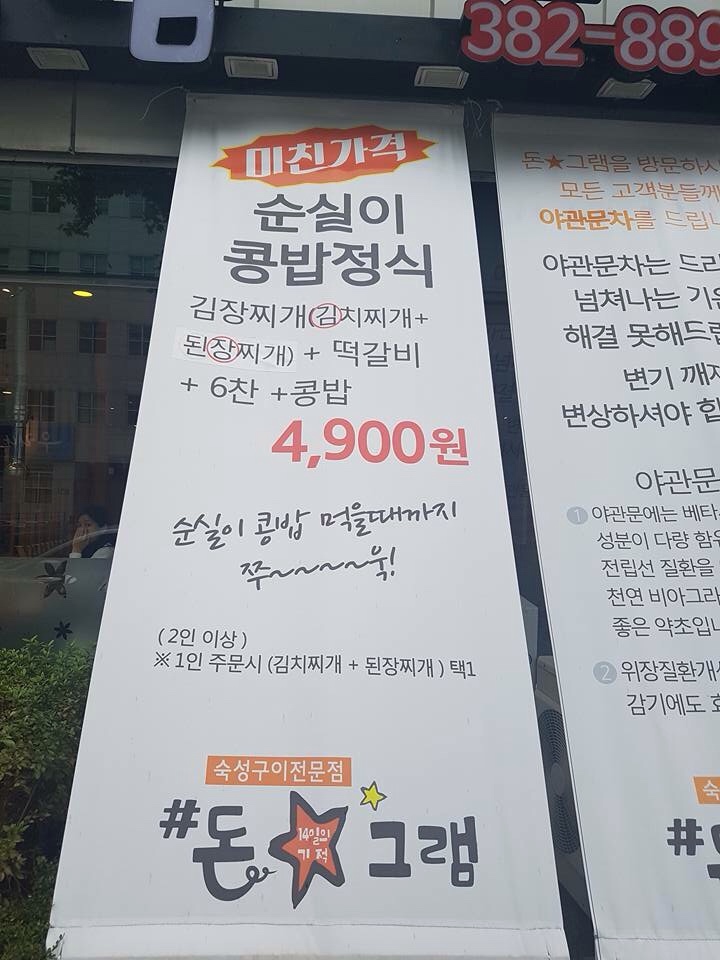 382-889
미친가격
순실이
콩밥정식
김장찌개(김치찌개+
된장찌개) + 떡갈비
+ 6찬 +콩밥
4,900원
순실이 콩밥 먹을때까지
쭈~~~~~욱!
(2인 이상)
※ 1인 주문시 (김치찌개 + 된장찌개) 택1
숙성구이전문점
#돈
14일의
기적
그램
돈★그램을 방문하시
모든 고객분들께
야관문차를 드립니
야관문차는 드리
넘쳐나는 기운
해결 못해드립
변기 깨지
변상하셔야 합
야관문
1 야관문에는 베타
성분이 다량 함유
전립선 질환을
천연 비아그라
좋은 약초입니
2 위장질환개선
감기에도 효
숙
#